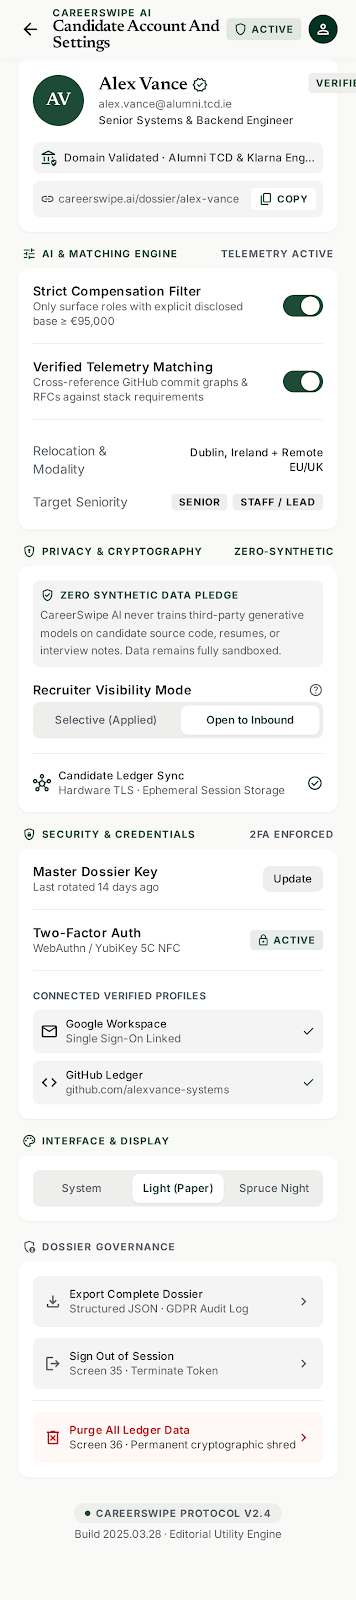 CAREERSWIPE AI
Candidate Account And
Settings
ACTIVE
AV
Alex Vance
VERIFIE
alex.vance@alumni.tcd.ie
Senior Systems & Backend Engineer
Domain Validated · Alumni TCD & Klarna Eng...
careerswipe.ai/dossier/alex-vance
COPY
AI & MATCHING ENGINE
TELEMETRY ACTIVE
Strict Compensation Filter
Only surface roles with explicit disclosed
base ≥ €95,000
Verified Telemetry Matching
Cross-reference GitHub commit graphs &
RFCs against stack requirements
Relocation &
Modality
Dublin, Ireland + Remote
EU/UK
Target Seniority
SENIOR
STAFF / LEAD
PRIVACY & CRYPTOGRAPHY
ZERO-SYNTHETIC
ZERO SYNTHETIC DATA PLEDGE
CareerSwipe AI never trains third-party generative
models on candidate source code, resumes, or
interview notes. Data remains fully sandboxed.
Recruiter Visibility Mode
Selective (Applied)
Open to Inbound
Candidate Ledger Sync
Hardware TLS · Ephemeral Session Storage
SECURITY & CREDENTIALS
2FA ENFORCED
Master Dossier Key
Last rotated 14 days ago
Update
Two-Factor Auth
WebAuthn / YubiKey 5C NFC
ACTIVE
CONNECTED VERIFIED PROFILES
Google Workspace
Single Sign-On Linked
GitHub Ledger
github.com/alexvance-systems
INTERFACE & DISPLAY
System
Light (Paper)
Spruce Night
DOSSIER GOVERNANCE
Export Complete Dossier
Structured JSON · GDPR Audit Log
Sign Out of Session
Screen 35 · Terminate Token
Purge All Ledger Data
Screen 36 · Permanent cryptographic shred
CAREERSWIPE PROTOCOL V2.4
Build 2025.03.28 · Editorial Utility Engine